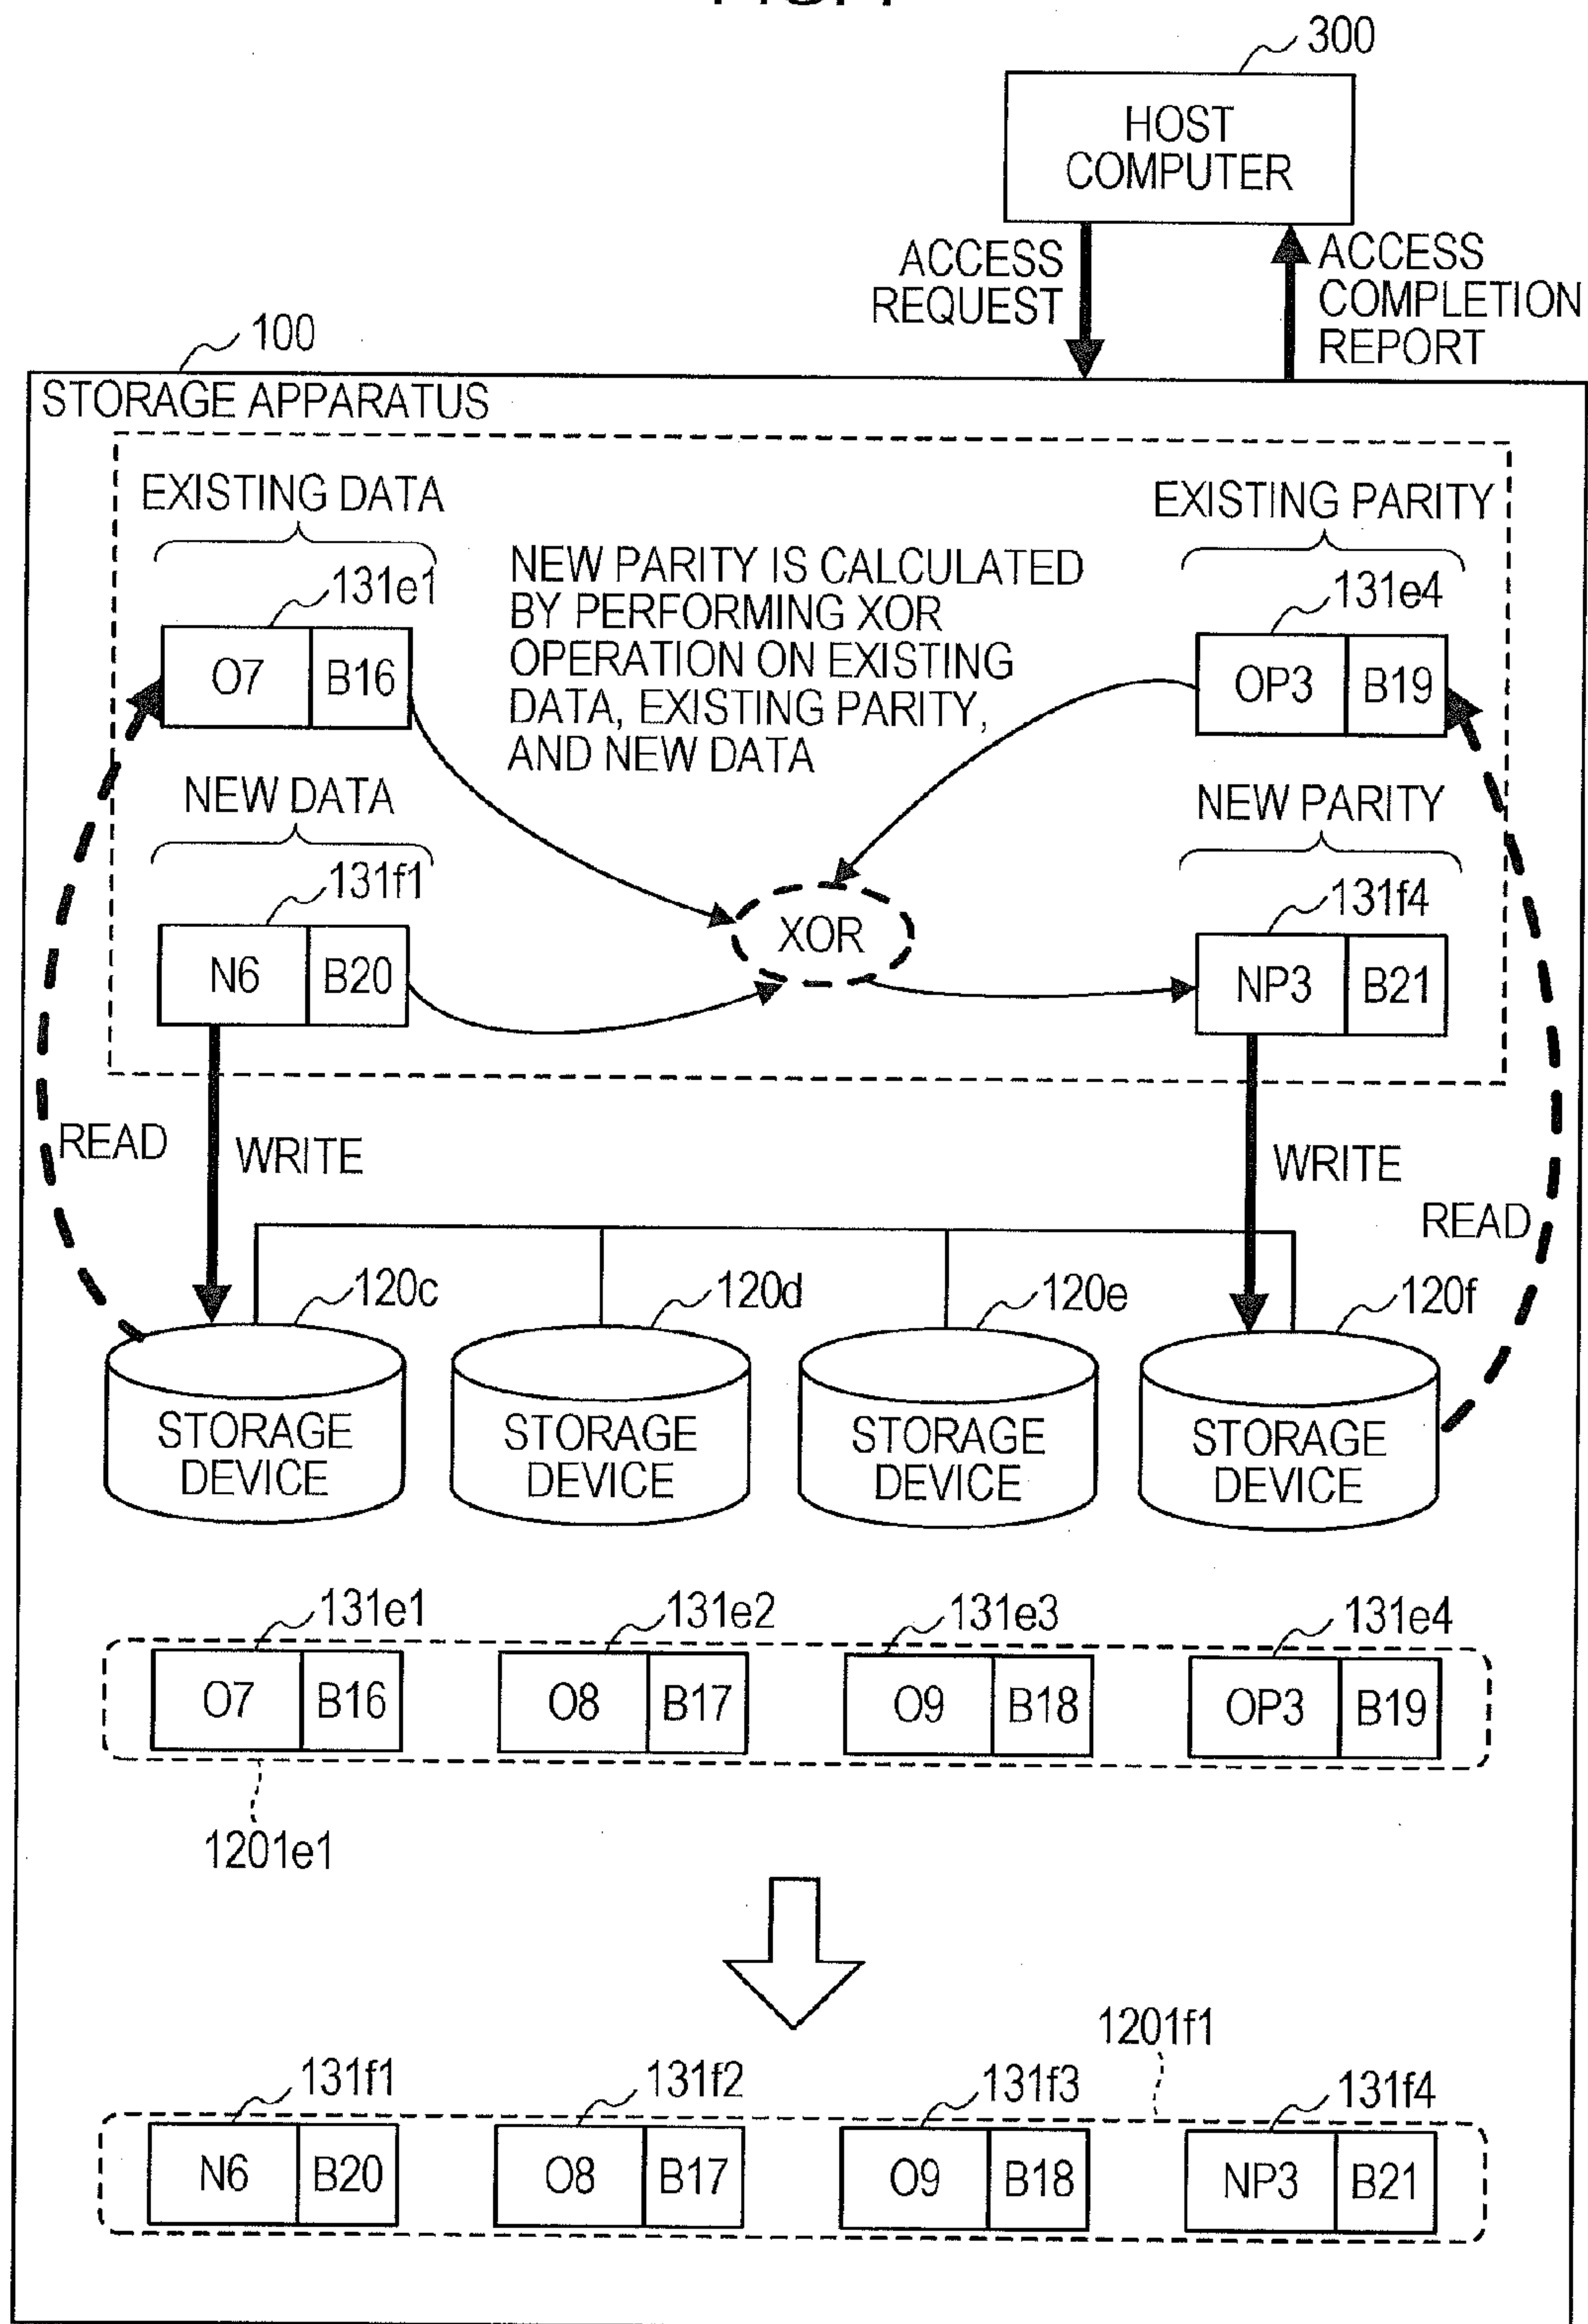 300
HOST
COMPUTER
ACCESS
REQUEST
ACCESS
COMPLETION
REPORT
100
STORAGE APPARATUS
EXISTING DATA
131e1
O7 B16
NEW PARITY IS CALCULATED
BY PERFORMING XOR
OPERATION ON EXISTING
DATA, EXISTING PARITY,
AND NEW DATA
EXISTING PARITY
131e4
OP3 B19
NEW DATA
131f1
N6 B20
XOR
NEW PARITY
131f4
NP3 B21
READ
WRITE
WRITE
READ
120c
120d
120e
120f
STORAGE
DEVICE
STORAGE
DEVICE
STORAGE
DEVICE
STORAGE
DEVICE
131e1
131e2
131e3
131e4
O7 B16
O8 B17
O9 B18
OP3 B19
1201e1
1201f1
131f1
131f2
131f3
131f4
N6 B20
O8 B17
O9 B18
NP3 B21